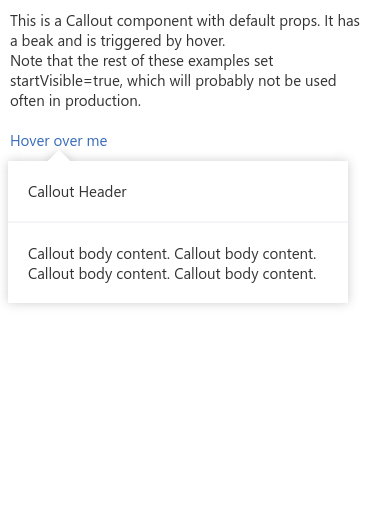 This is a Callout component with default props. It has
a beak and is triggered by hover.
Note that the rest of these examples set
startVisible=true, which will probably not be used
often in production.
Hover over me
Callout Header
Callout body content. Callout body content.
Callout body content. Callout body content.